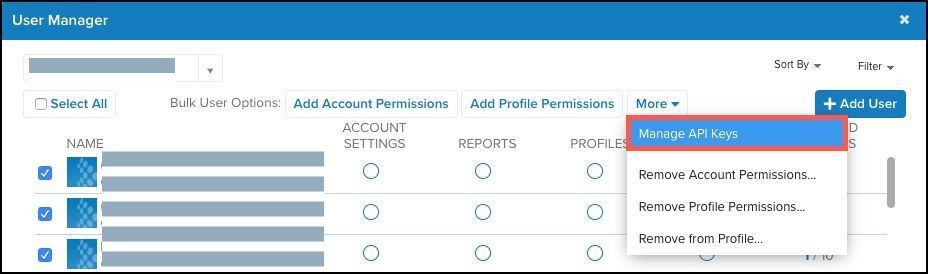 User Manager
Sort By
Filter
Select All
Bulk User Options:
Add Account Permissions
Add Profile Permissions
More
+ Add User
NAME
ACCOUNT
SETTINGS
REPORTS
PROFILES
Manage API Keys
Remove Account Permissions...
Remove Profile Permissions...
Remove from Profile...
/ 10